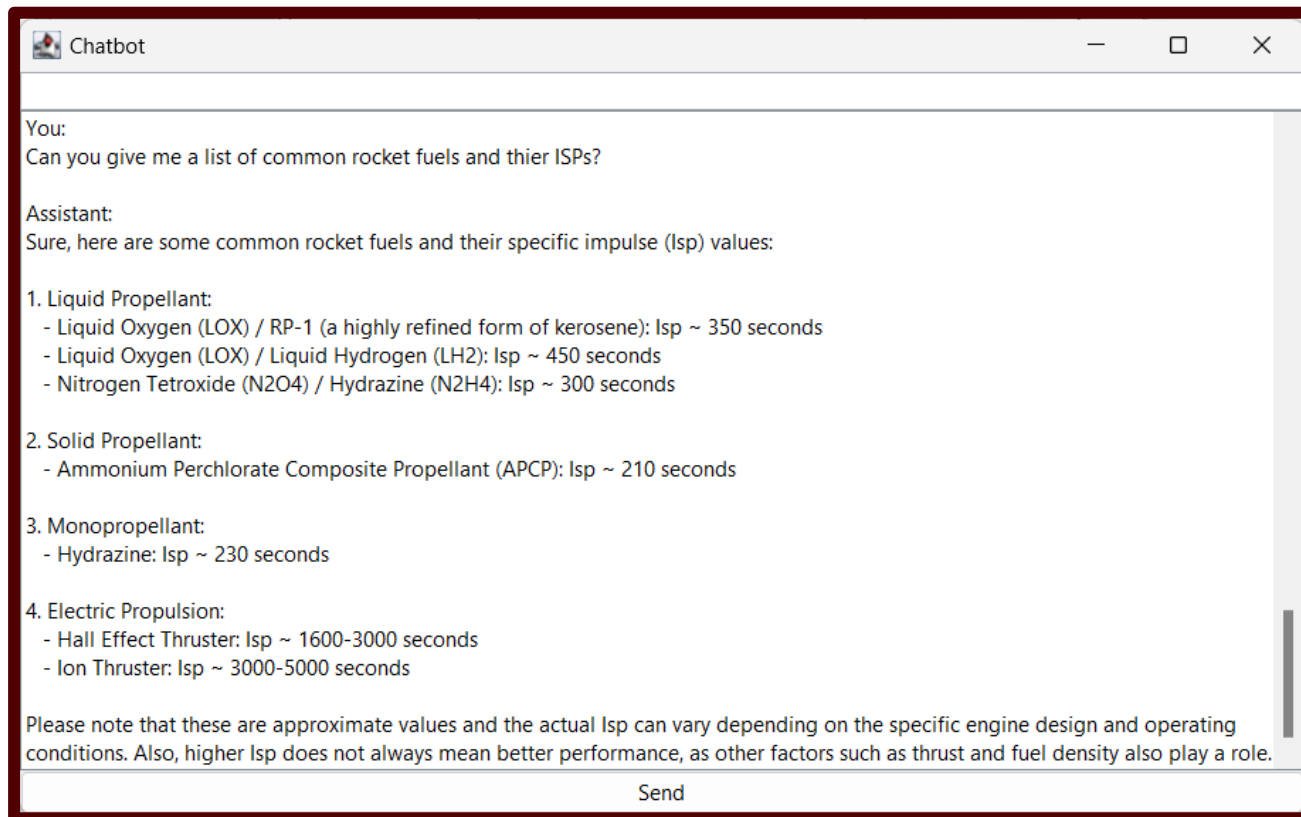 Chatbot
You:
Can you give me a list of common rocket fuels and thier ISPs?
Assistant:
Sure, here are some common rocket fuels and their specific impulse (Isp) values:
1. Liquid Propellant:
- Liquid Oxygen (LOX) / RP-1 (a highly refined form of kerosene): Isp ~ 350 seconds
- Liquid Oxygen (LOX) / Liquid Hydrogen (LH2): Isp ~ 450 seconds
- Nitrogen Tetroxide (N2O4) / Hydrazine (N2H4): Isp ~ 300 seconds
2. Solid Propellant:
- Ammonium Perchlorate Composite Propellant (APCP): Isp ~ 210 seconds
3. Monopropellant:
- Hydrazine: Isp ~ 230 seconds
4. Electric Propulsion:
- Hall Effect Thruster: Isp ~ 1600-3000 seconds
- Ion Thruster: Isp ~ 3000-5000 seconds
Please note that these are approximate values and the actual Isp can vary depending on the specific engine design and operating
conditions. Also, higher Isp does not always mean better performance, as other factors such as thrust and fuel density also play a role.
Send